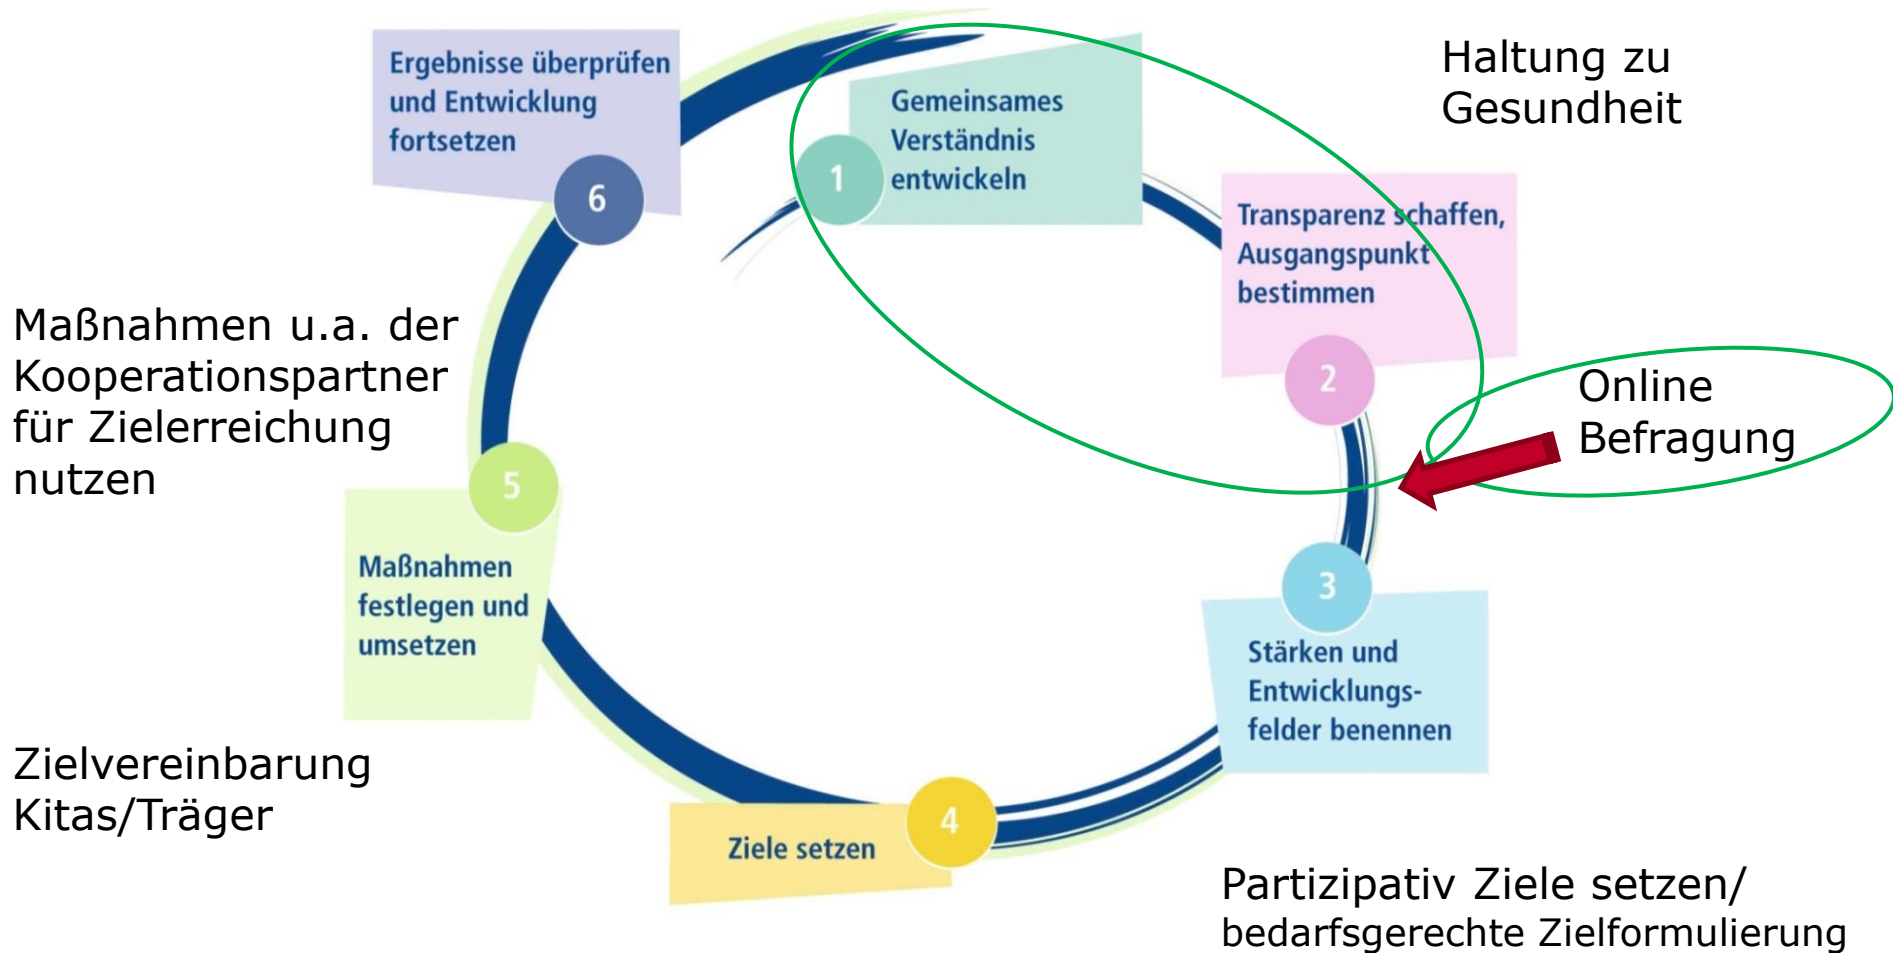 Haltung zu
Gesundheit
1
Gemeinsames
Verständnis
entwickeln
2
Transparenz schaffen,
Ausgangspunkt
bestimmen
Online
Befragung
3
Stärken und
Entwicklungs-
felder benennen
Partizipativ Ziele setzen/
bedarfsgerechte Zielformulierung
4
Ziele setzen
Zielvereinbarung
Kitas/Träger
5
Maßnahmen
festlegen und
umsetzen
Maßnahmen u.a. der
Kooperationspartner
für Zielerreichung
nutzen
6
Ergebnisse überprüfen
und Entwicklung
fortsetzen